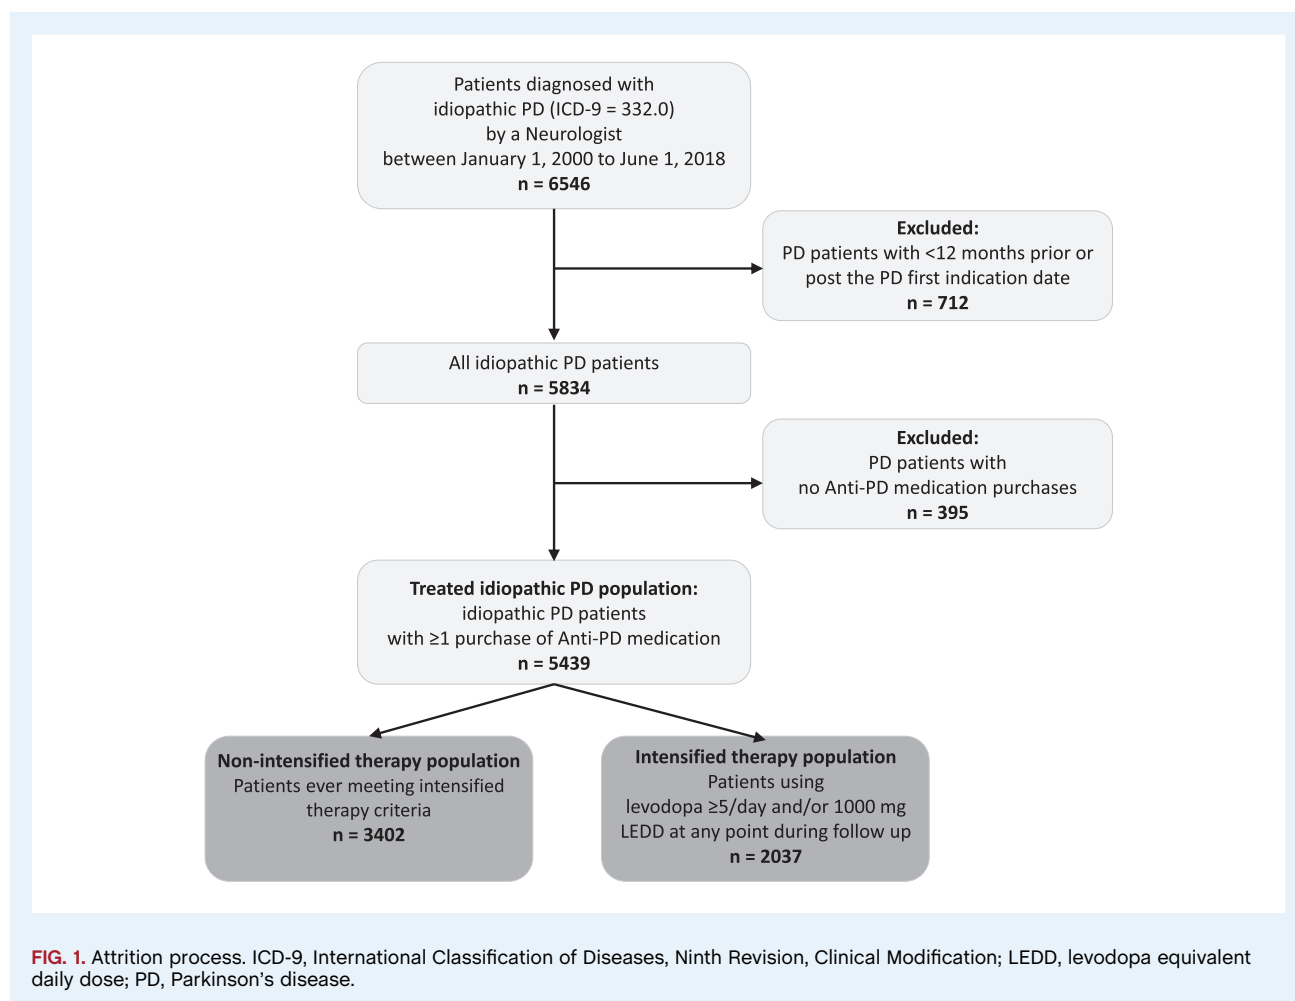 Patients diagnosed with
idiopathic PD (ICD-9 = 332.0)
by a Neurologist
between January 1, 2000 to June 1, 2018
n = 6546
Excluded:
PD patients with <12 months prior or
post the PD first indication date
n = 712
All idiopathic PD patients
n = 5834
Excluded:
PD patients with
no Anti-PD medication purchases
n = 395
Treated idiopathic PD population:
idiopathic PD patients
with ≥1 purchase of Anti-PD medication
n = 5439
Non-intensified therapy population
Patients ever meeting intensified
therapy criteria
n = 3402
Intensified therapy population
Patients using
levodopa ≥5/day and/or 1000 mg
LEDD at any point during follow up
n = 2037
FIG. 1. Attrition process. ICD-9, International Classification of Diseases, Ninth Revision, Clinical Modification; LEDD, levodopa equivalent
daily dose; PD, Parkinson's disease.